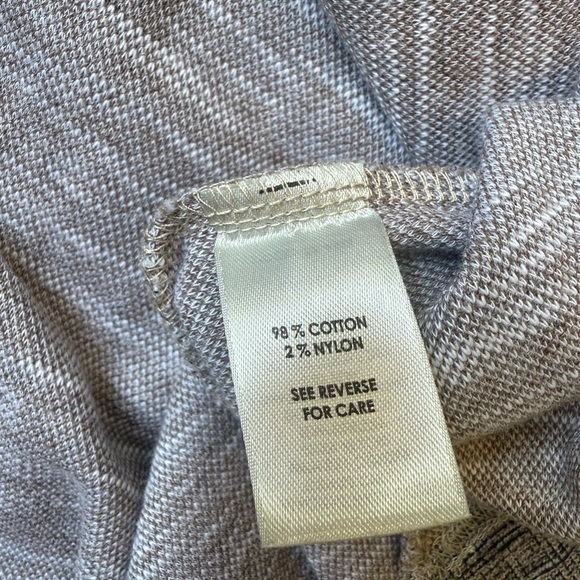 98 % COTTON
2 % NYLON
SEE REVERSE
FOR CARE